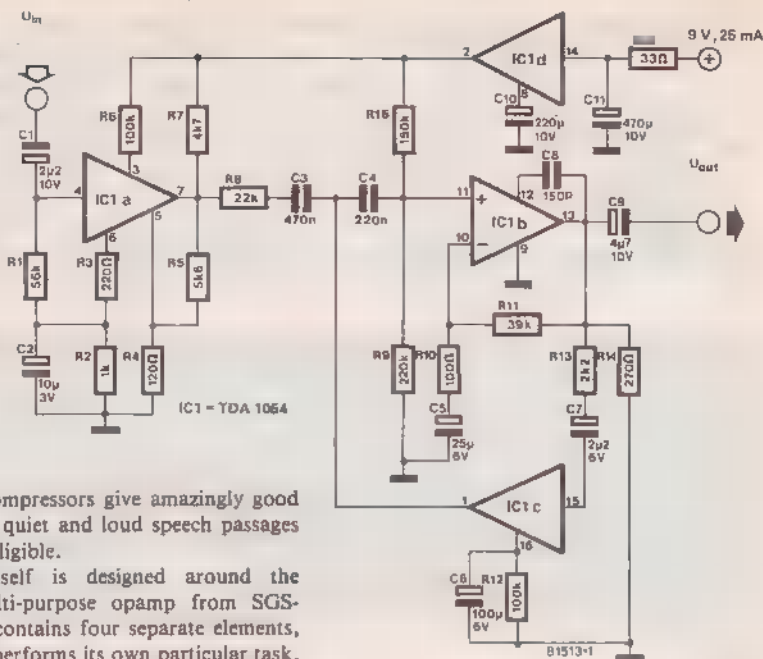 Uin
C1
2µ2
10V
R6
100k
R7
4k7
2
IC1d
14
33Ω
9 V, 25 mA
C10
220µ
10V
C11
470µ
10V
R15
150k
3
4
IC1a
7
5
6
R8
22k
C3
470n
C4
220n
11
+
IC1b
12
C8
150p
13
10
−
9
Uout
C9
4µ7
10V
R1
56k
R3
220Ω
R5
5k6
C2
10µ
3V
R2
1k
R4
120Ω
IC1 = TDA 1054
R11
39k
R9
220k
R10
100Ω
C5
25µ
6V
R13
2k2
R14
270Ω
C7
2µ2
6V
1
IC1c
15
16
C6
100µ
6V
R12
100k
81513-1
ompressors give amazingly good
quiet and loud speech passages
ligible.
self is designed around the
lti-purpose opamp from SGS-
contains four separate elements,
performs its own particular task.